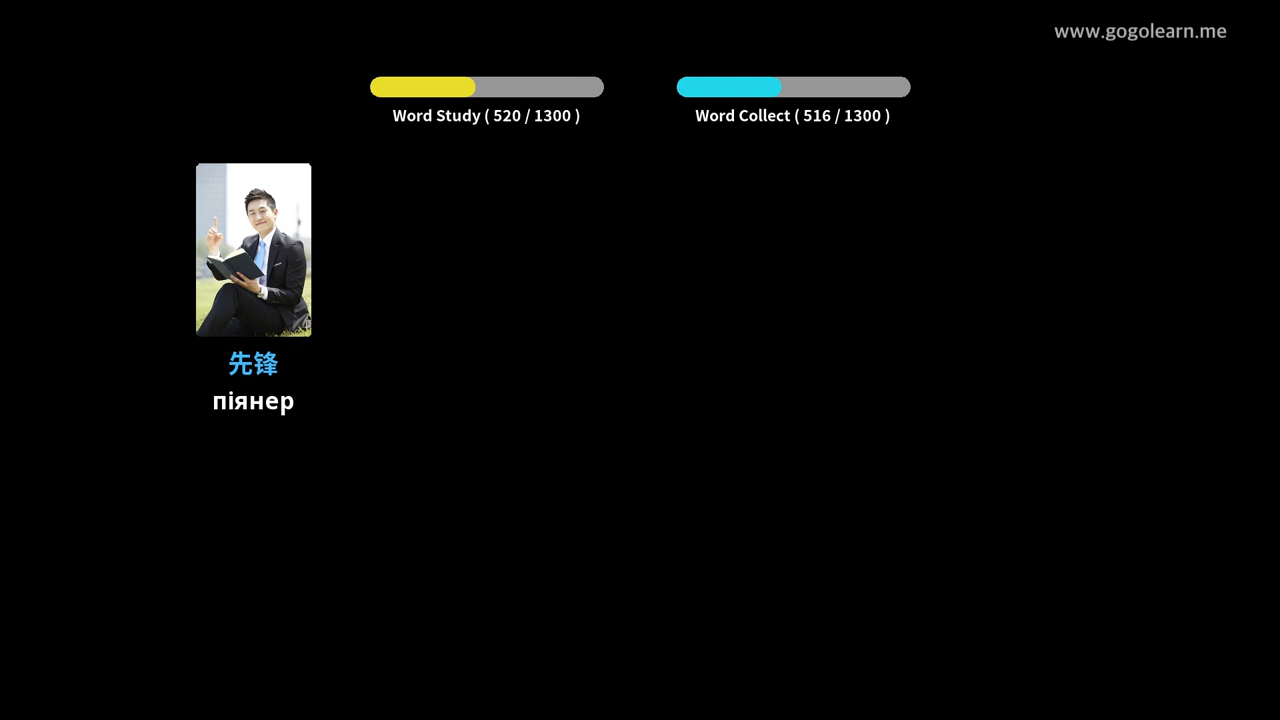 www.gogolearn.me
Word Study ( 520 / 1300 )
Word Collect ( 516 / 1300 )
先锋
піянер